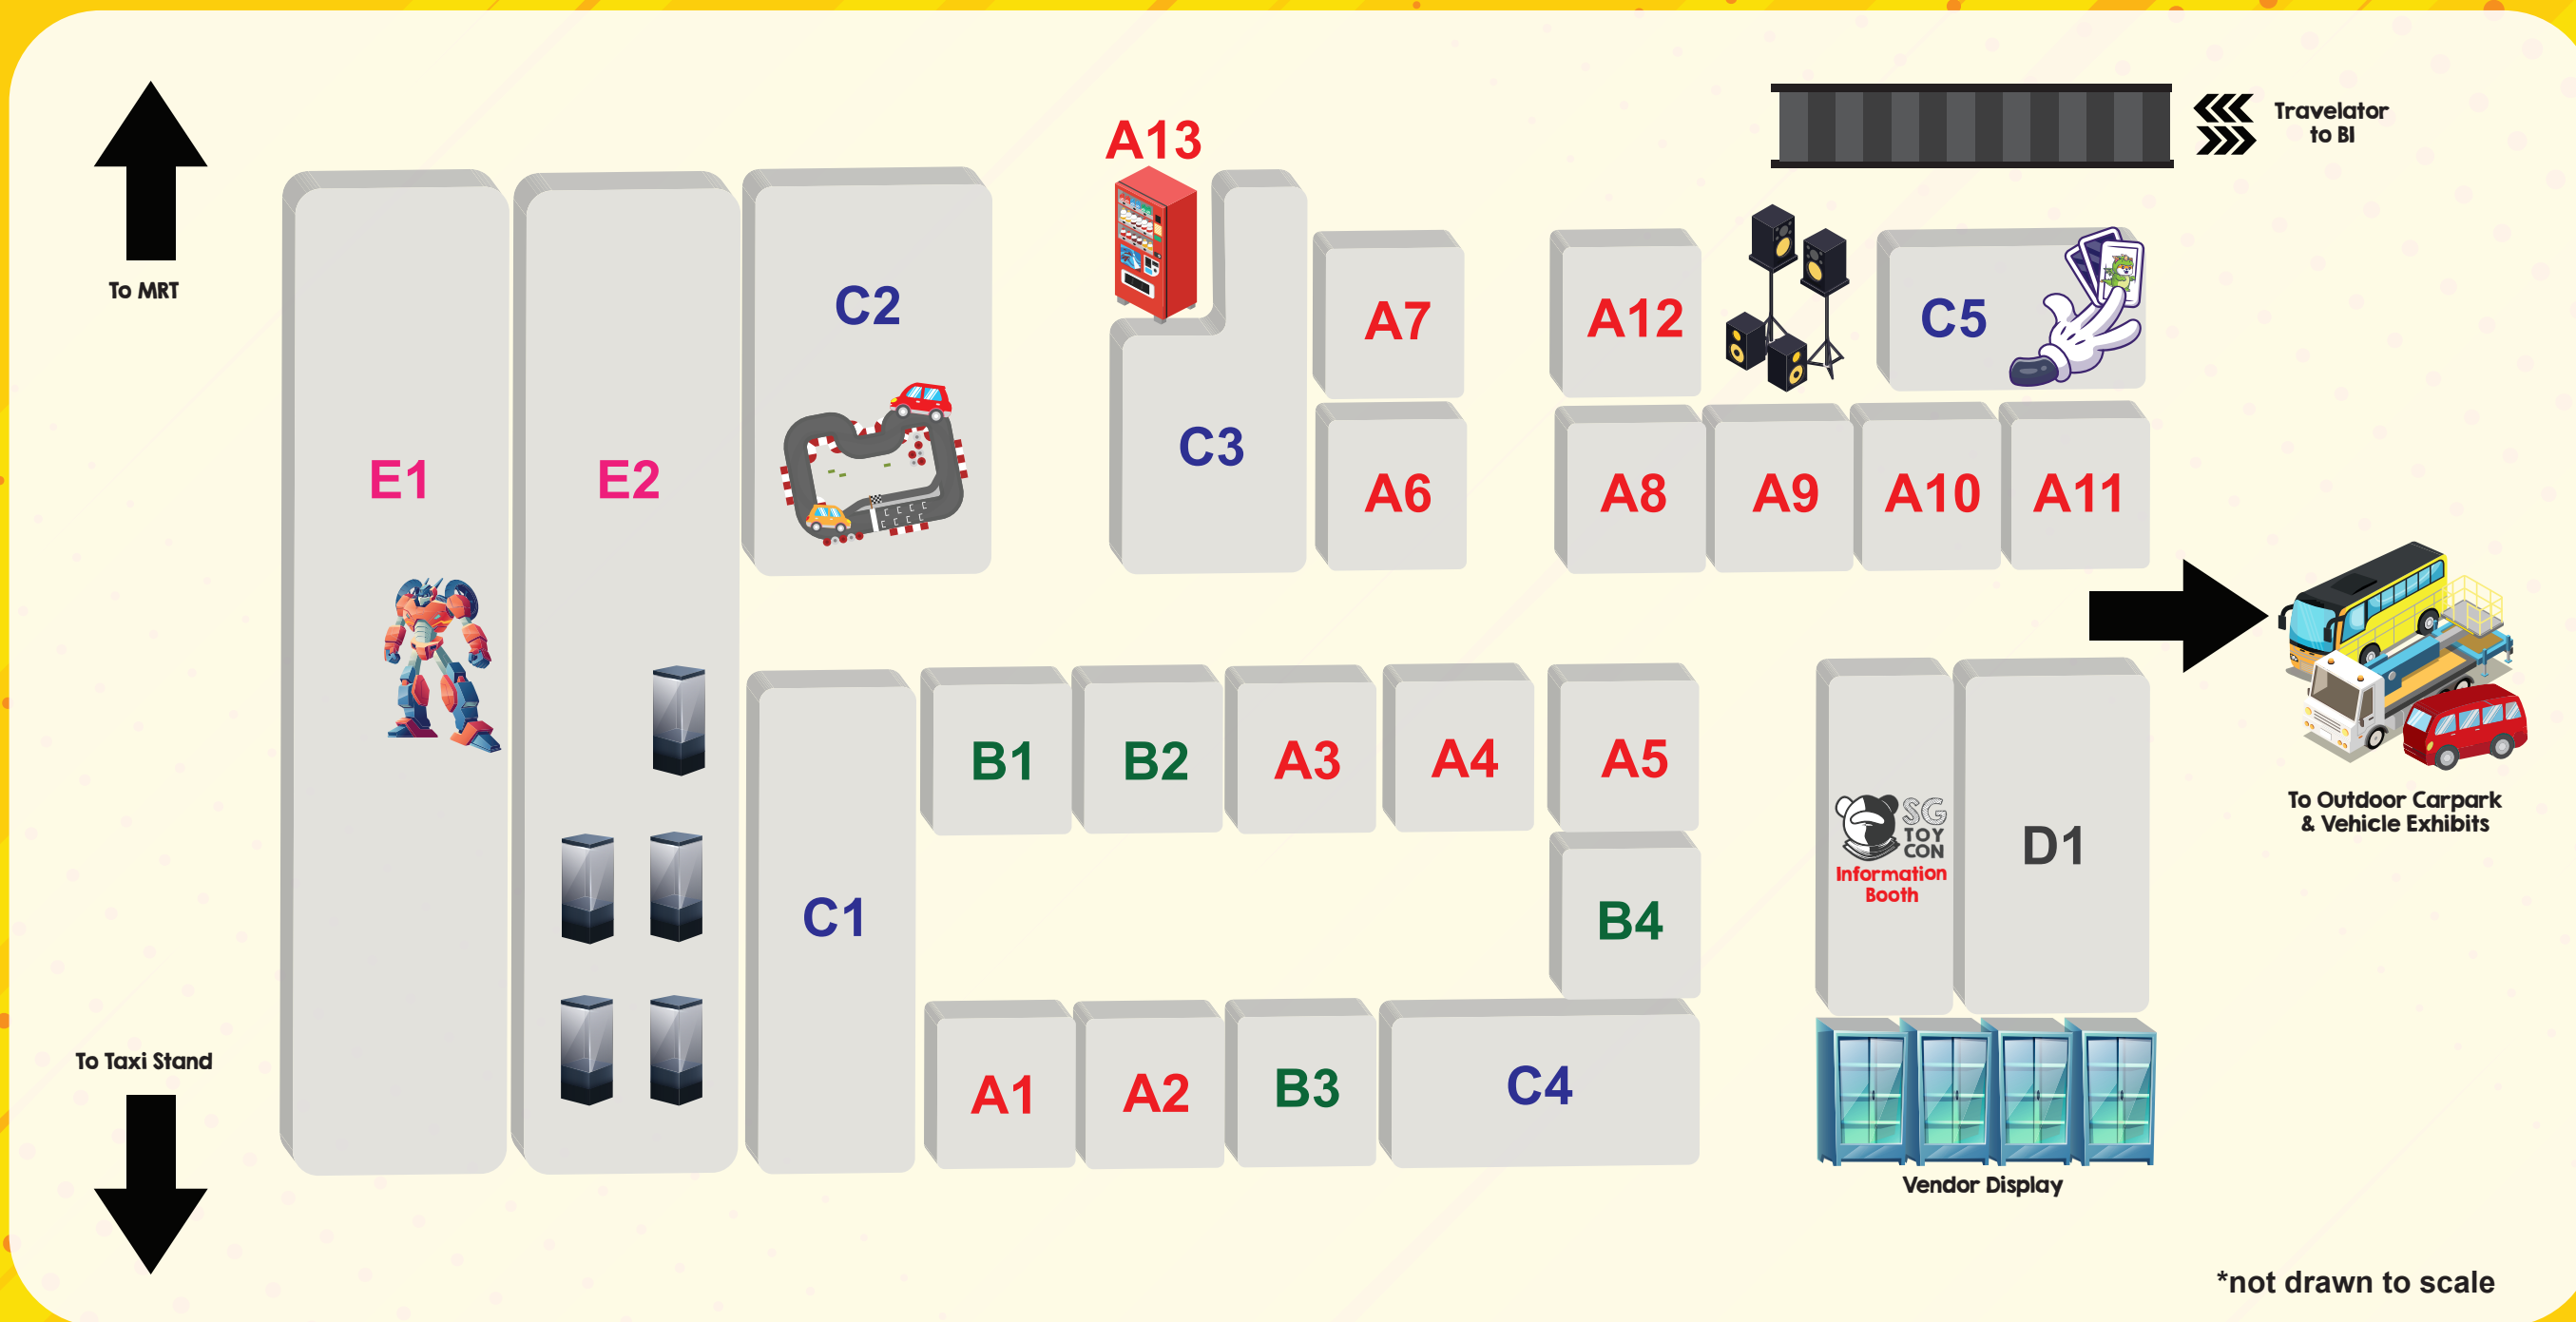 Travelator
to B1
A13
To MRT
C2
A7
A12
C5
C3
E1
E2
A6
A8
A9
A10
A11
B1
B2
A3
A4
A5
To Outdoor Carpark
& Vehicle Exhibits
SG
TOY
CON
Information
Booth
D1
C1
B4
To Taxi Stand
A1
A2
B3
C4
Vendor Display
*not drawn to scale